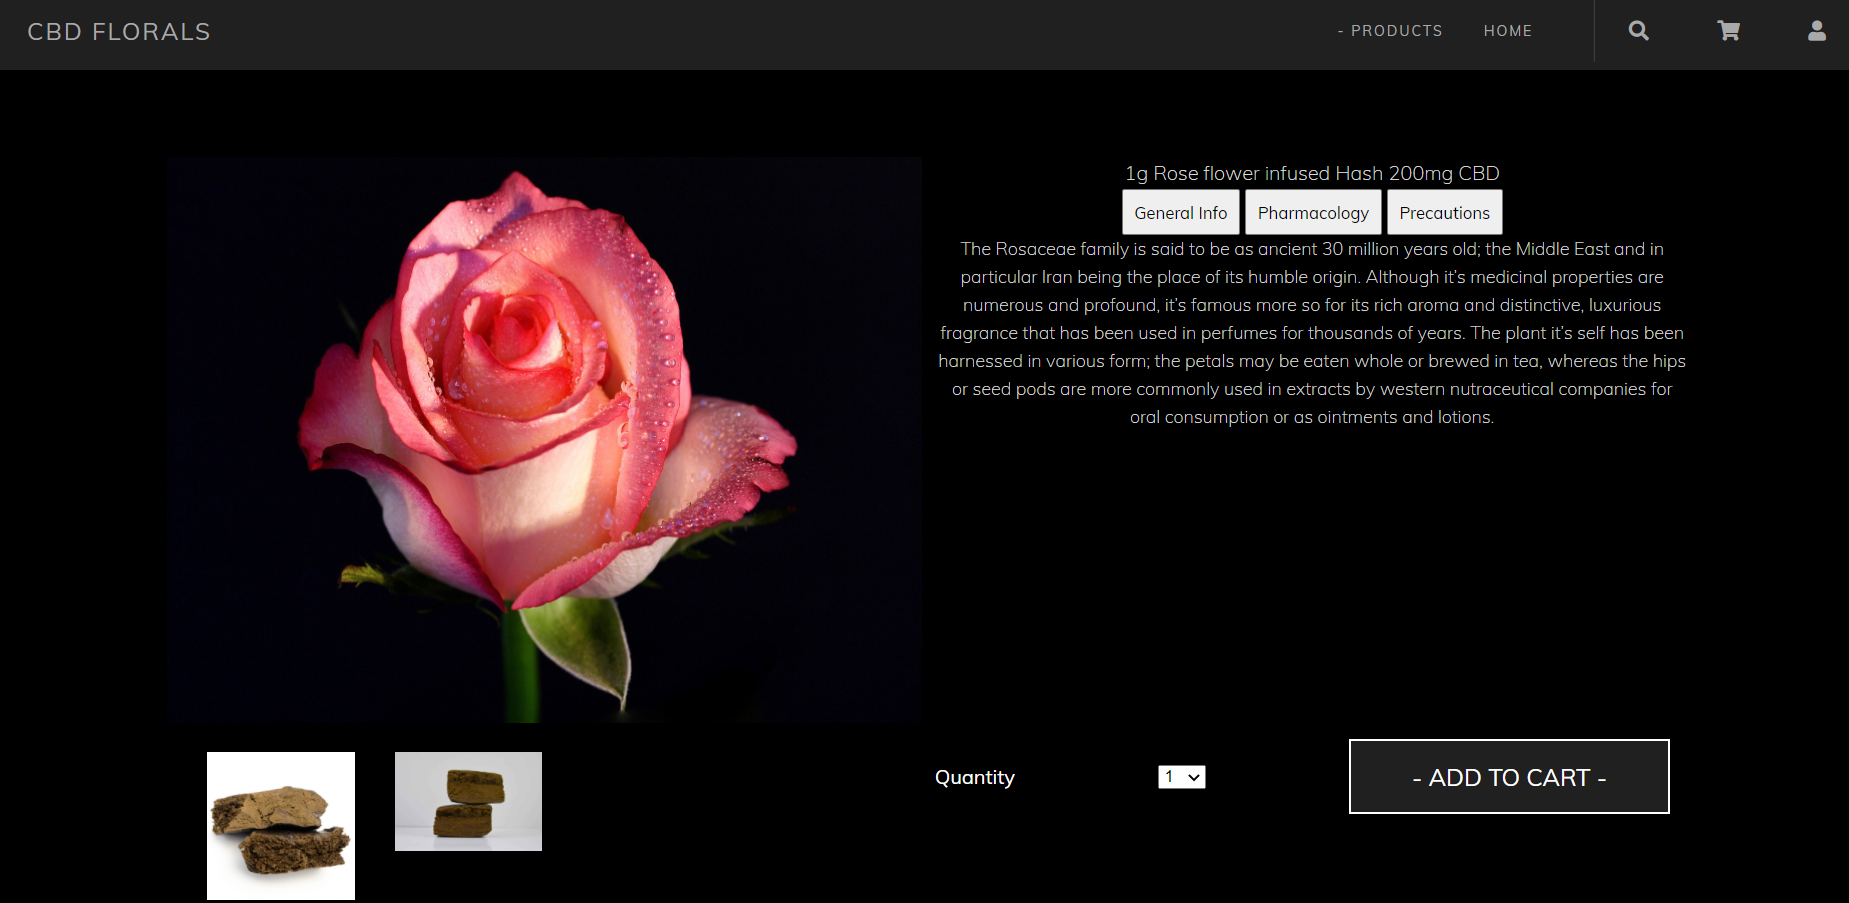 CBD FLORALS
- PRODUCTS
HOME
1g Rose flower infused Hash 200mg CBD
General Info
Pharmacology
Precautions
The Rosaceae family is said to be as ancient 30 million years old; the Middle East and in
particular Iran being the place of its humble origin. Although it's medicinal properties are
numerous and profound, it's famous more so for its rich aroma and distinctive, luxurious
fragrance that has been used in perfumes for thousands of years. The plant it's self has been
harnessed in various form; the petals may be eaten whole or brewed in tea, whereas the hips
or seed pods are more commonly used in extracts by western nutraceutical companies for
oral consumption or as ointments and lotions.
Quantity
1
- ADD TO CART -